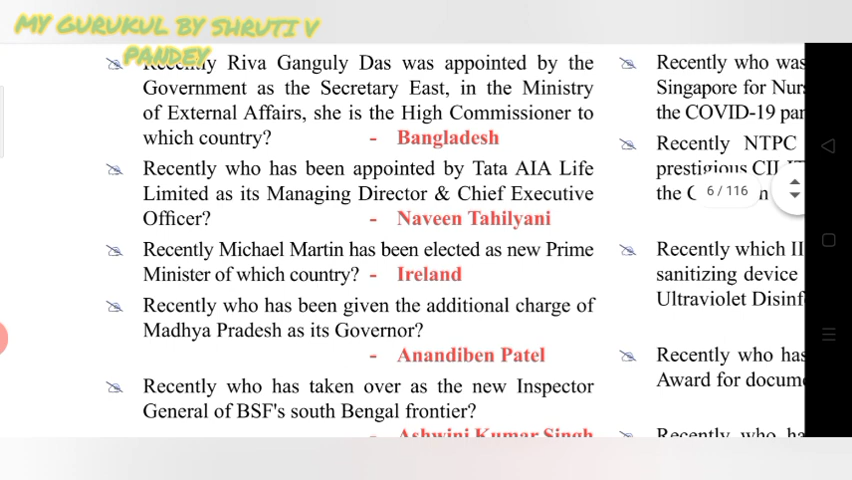 MY GURUKUL BY SHRUTI V
PANDEY
Recently Riva Ganguly Das was appointed by the
Government as the Secretary East, in the Ministry
of External Affairs, she is the High Commissioner to
which country? - Bangladesh
Recently who has been appointed by Tata AIA Life
Limited as its Managing Director & Chief Executive
Officer? - Naveen Tahilyani
Recently Michael Martin has been elected as new Prime
Minister of which country? - Ireland
Recently who has been given the additional charge of
Madhya Pradesh as its Governor?
- Anandiben Patel
Recently who has taken over as the new Inspector
General of BSF's south Bengal frontier?
- Ashwini Kumar Singh
Recently who was
Singapore for Nur
the COVID-19 pan
Recently NTPC
prestigious CII
the
6 / 116
Recently which II
sanitizing device
Ultraviolet Disinf
Recently who has
Award for docum
Recently who ha